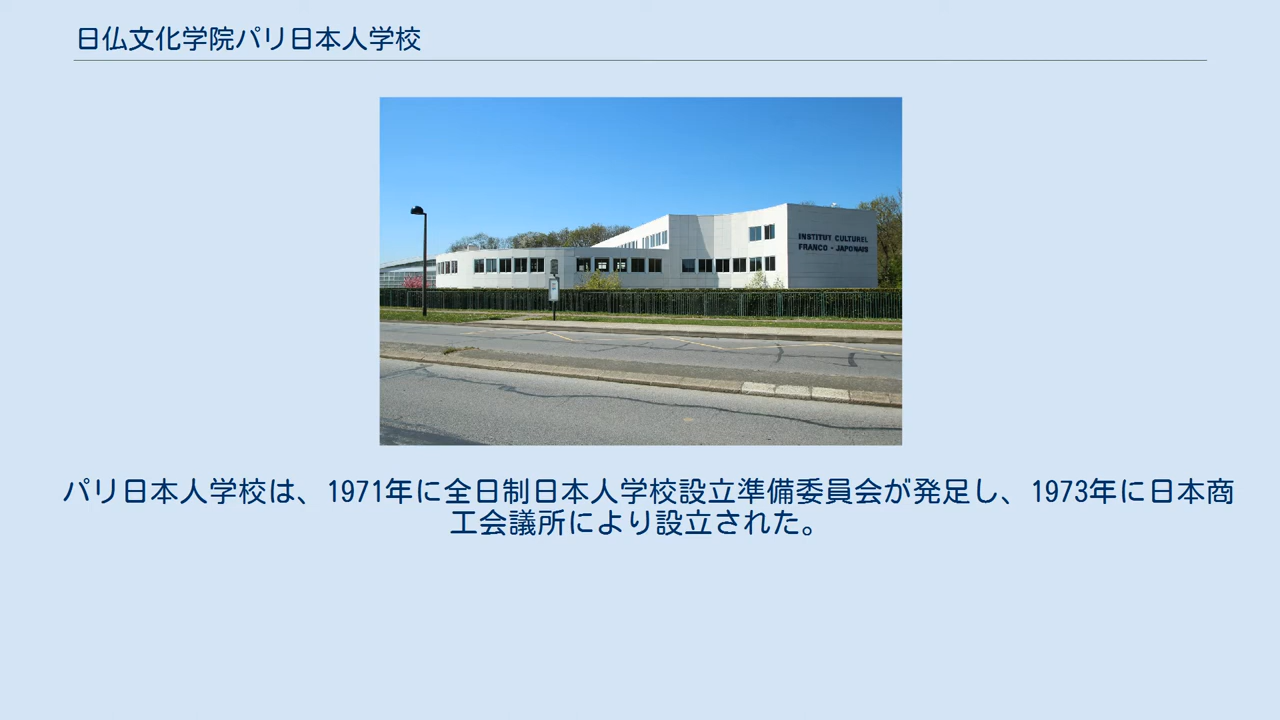 日仏文化学院パリ日本人学校
INSTITUT CULTUREL
FRANCO - JAPONAIS
パリ日本人学校は、1971年に全日制日本人学校設立準備委員会が発足し、1973年に日本商
工会議所により設立された。